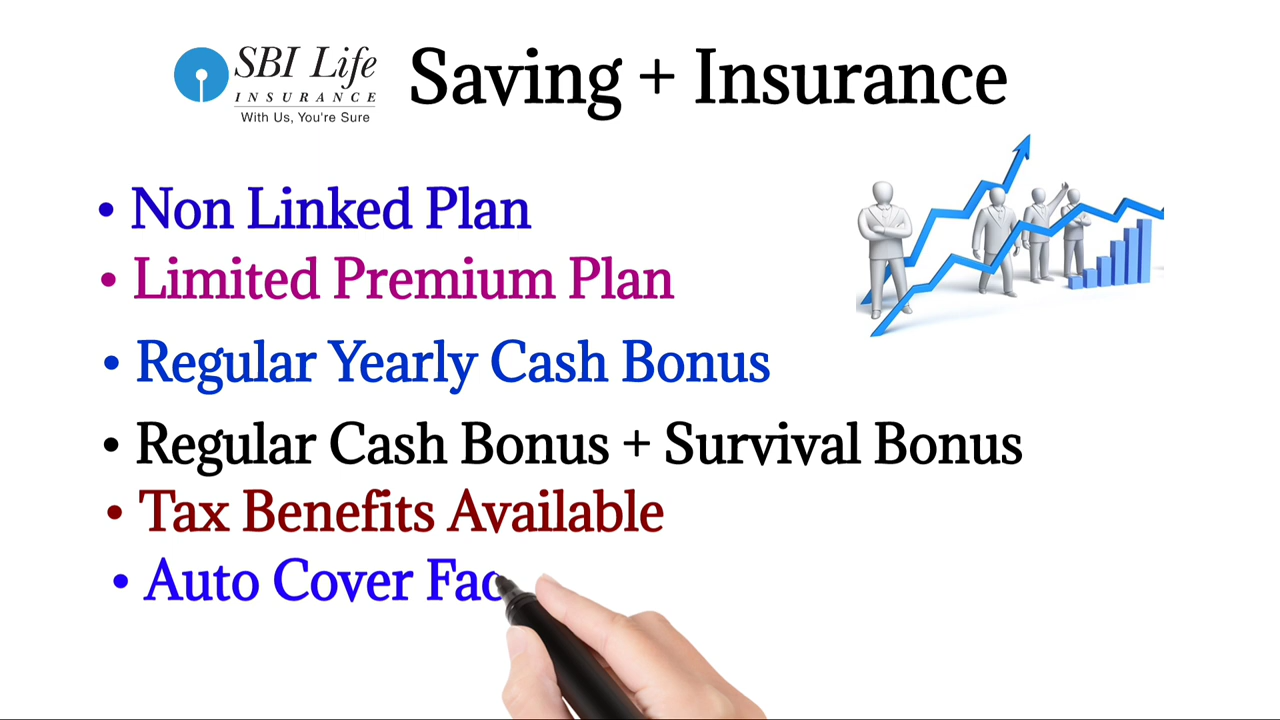 SBI Life
INSURANCE
With Us, You're Sure
Saving + Insurance
• Non Linked Plan
• Limited Premium Plan
• Regular Yearly Cash Bonus
• Regular Cash Bonus + Survival Bonus
• Tax Benefits Available
• Auto Cover Fac